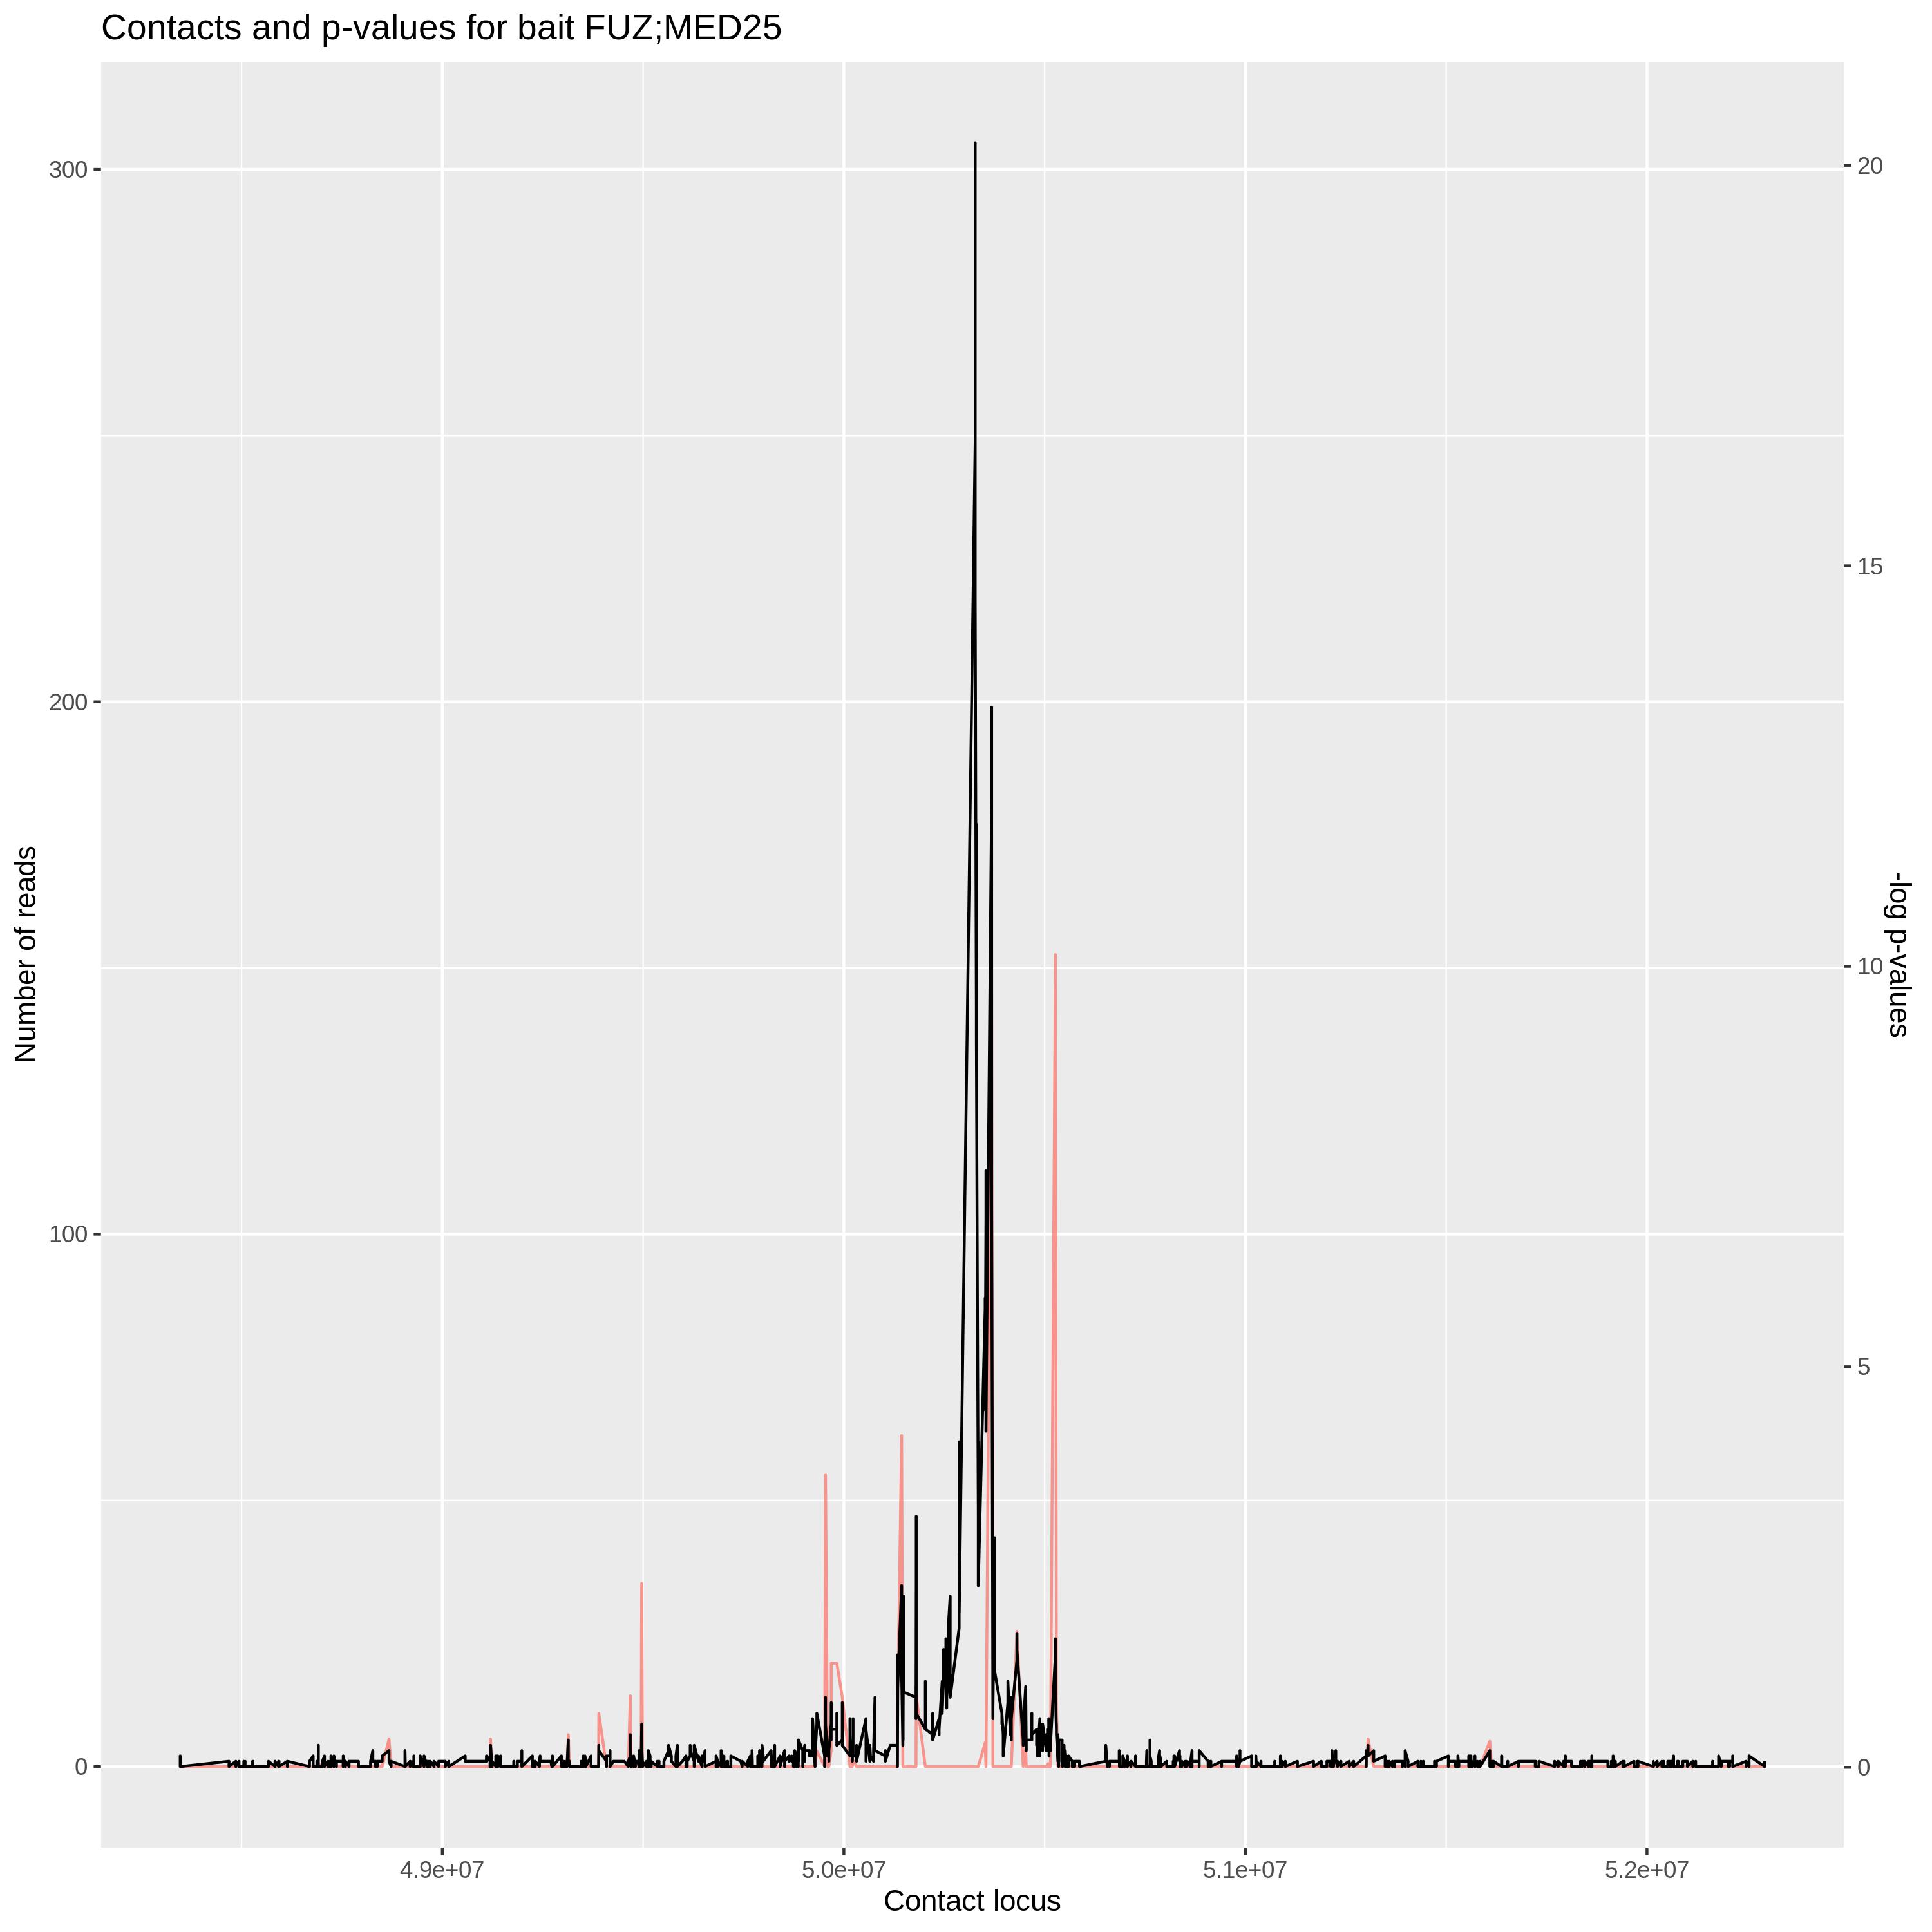 Contacts and p-values for bait FUZ;MED25
300
200
100
0
Number of reads
20
15
10
5
0
-log p-values
4.9e+07 5.0e+07 5.1e+07 5.2e+07
Contact locus